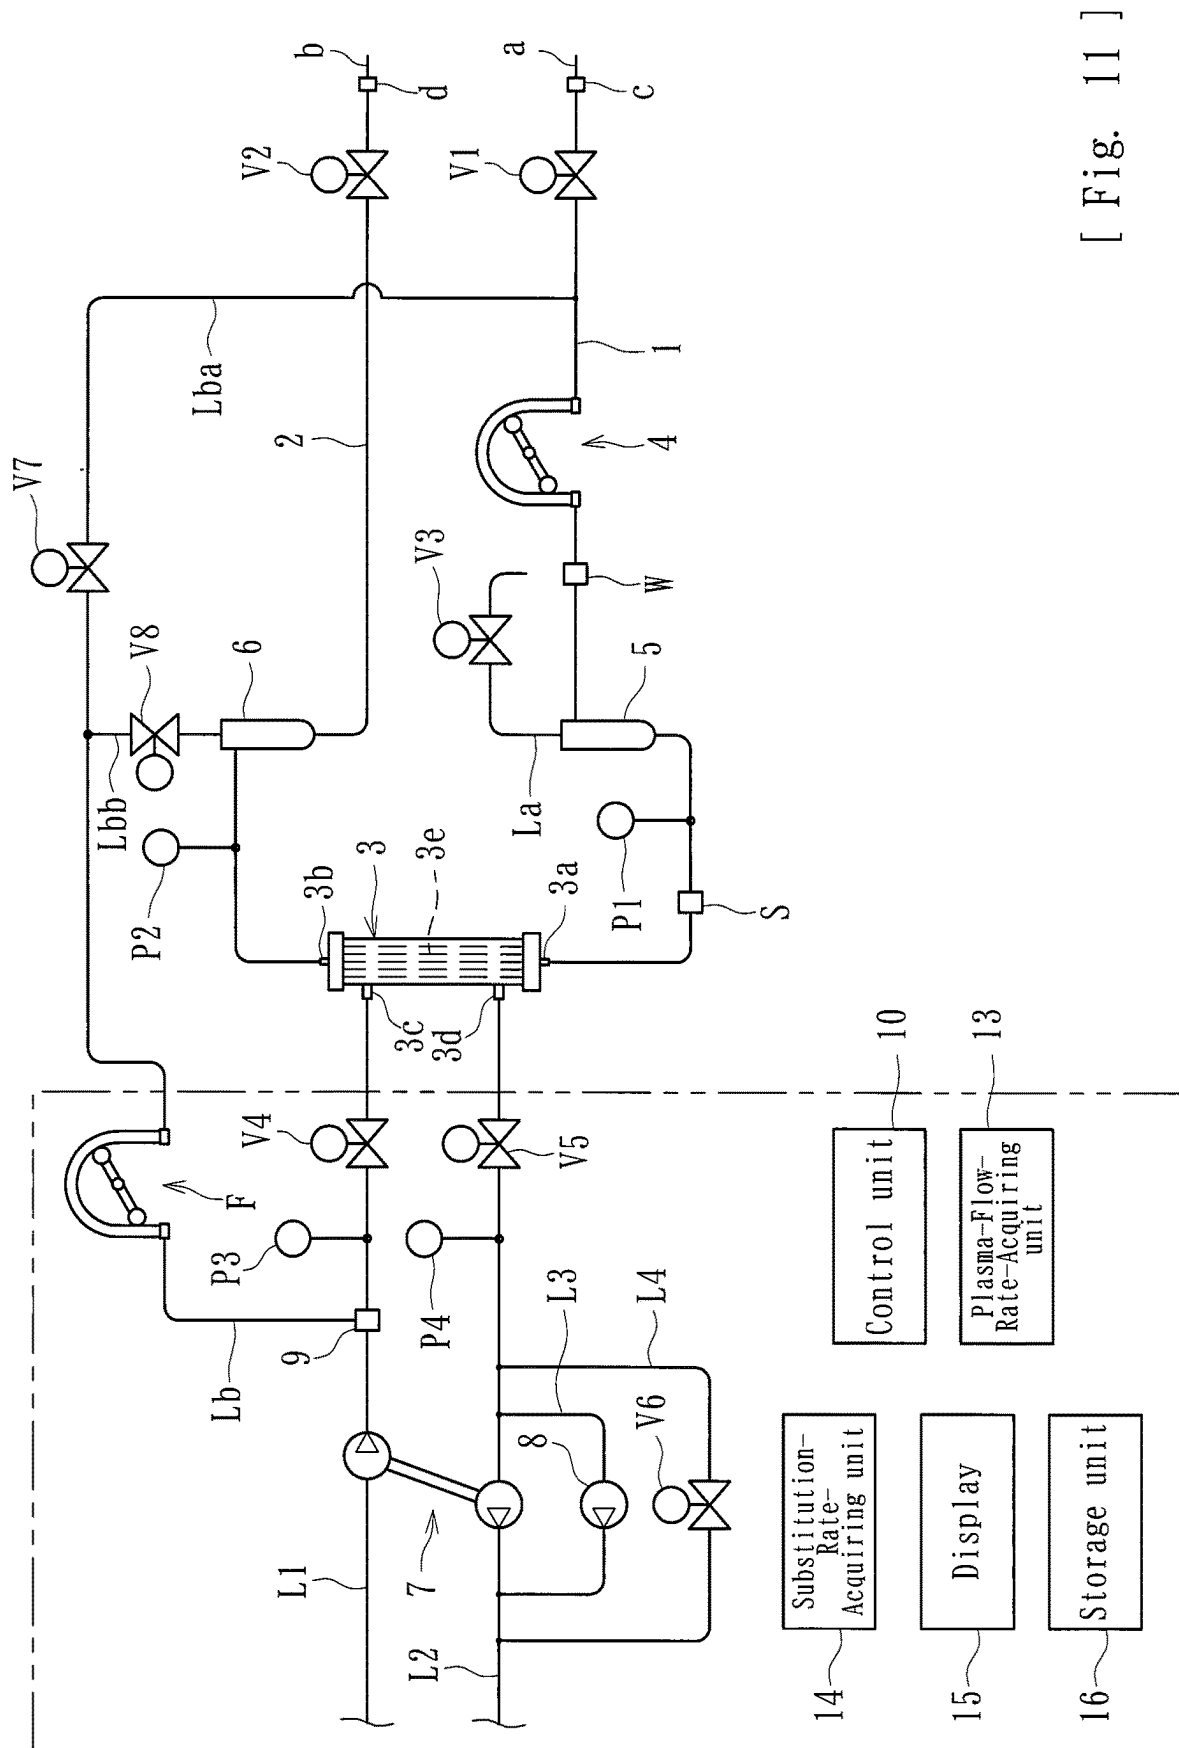 [ Fig. 11 ]
b
d
a
c
V2
V1
Lba
2
1
4
V7
V3
W
V8
6
5
Lbb
La
P2
3b
3
3e
3a
P1
S
3c
3d
10
13
Control unit
Plasma-Flow-
Rate-Acquiring
unit
V4
V5
F
P3
P4
9
Lb
L3
L4
8
V6
7
L1
L2
Substitution-
Rate-
Acquiring unit
Display
Storage unit
14
15
16